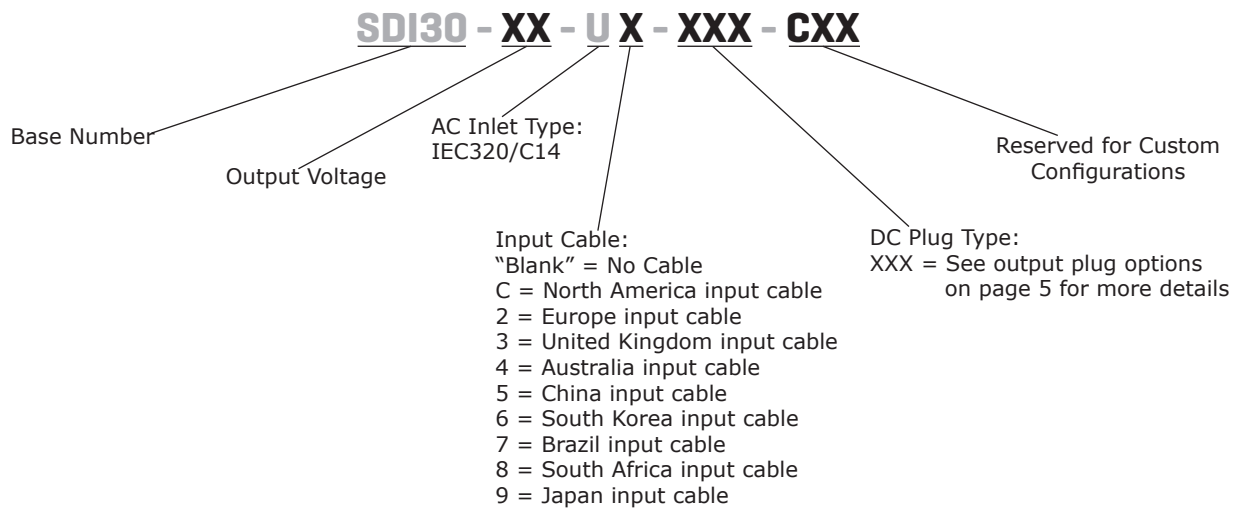 SDI30 - XX - U X - XXX - CXX
Base Number
Output Voltage
AC Inlet Type:
IEC320/C14
Input Cable:
“Blank” = No Cable
C = North America input cable
2 = Europe input cable
3 = United Kingdom input cable
4 = Australia input cable
5 = China input cable
6 = South Korea input cable
7 = Brazil input cable
8 = South Africa input cable
9 = Japan input cable
DC Plug Type:
XXX = See output plug options
on page 5 for more details
Reserved for Custom
Configurations